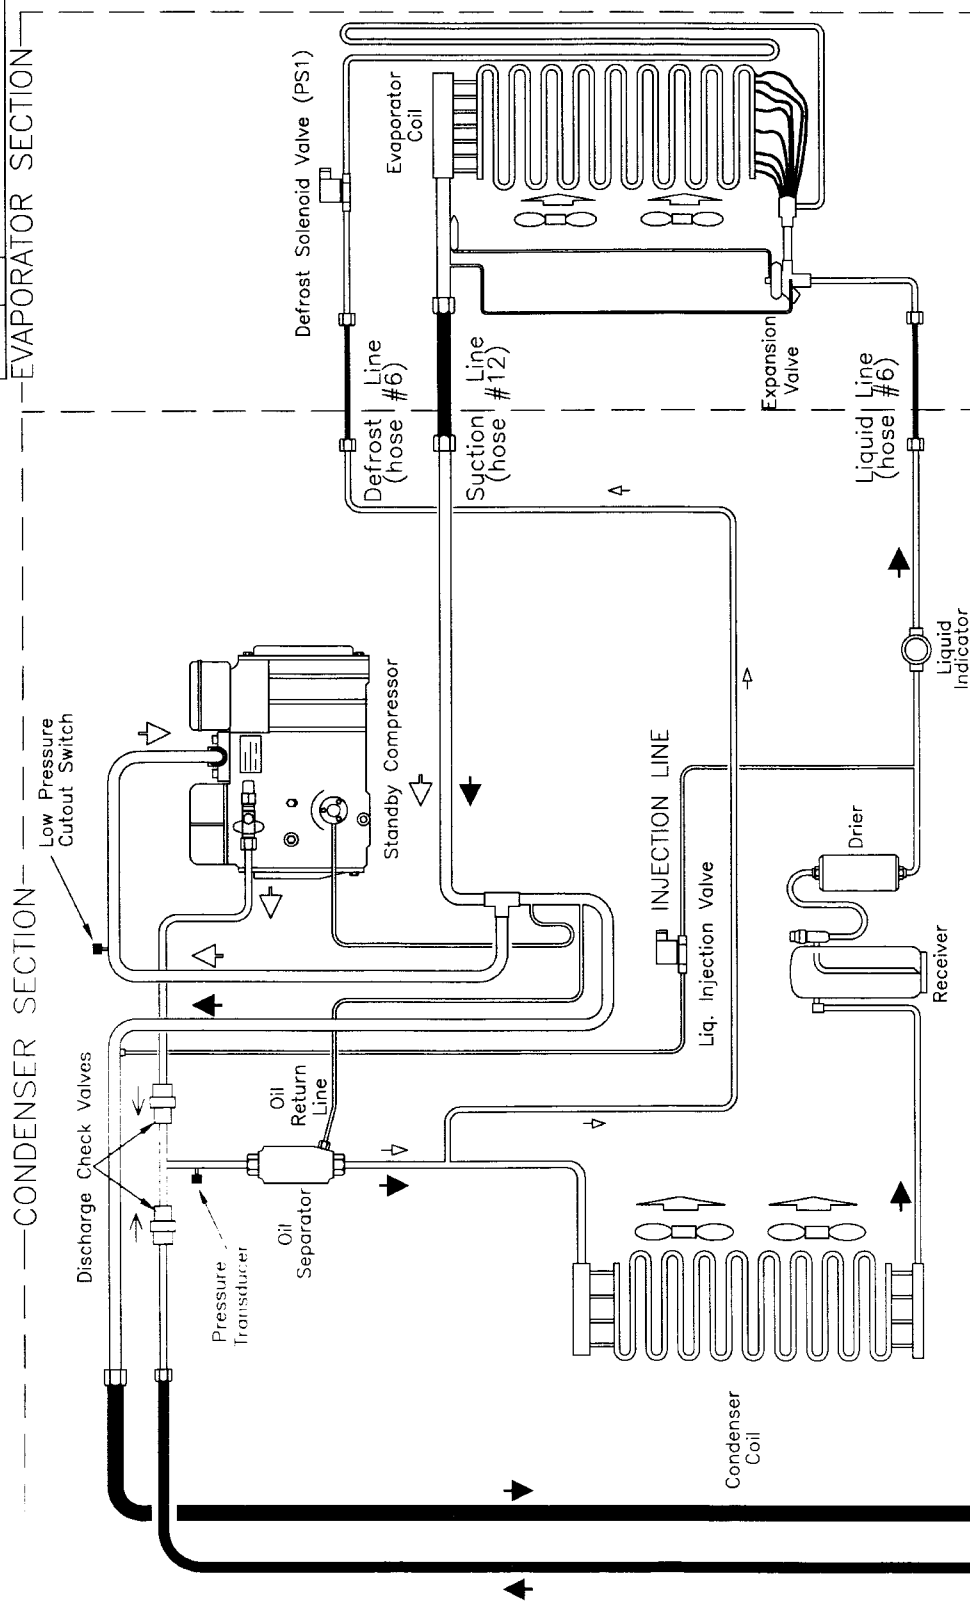 CONDENSER SECTION
EVAPORATOR SECTION
Low Pressure
Cutout Switch
Discharge Check Valves
Pressure
Transducer
Oil
Separator
Oil
Return
Line
Standby Compressor
Defrost Solenoid Valve (PS1)
Evaporator
Coil
Defrost Line
(hose #6)
Suction Line
(hose #12)
INJECTION LINE
Liq. Injection Valve
Expansion
Valve
Liquid Line
(hose #6)
Condenser
Coil
Receiver
Drier
Liquid
Indicator